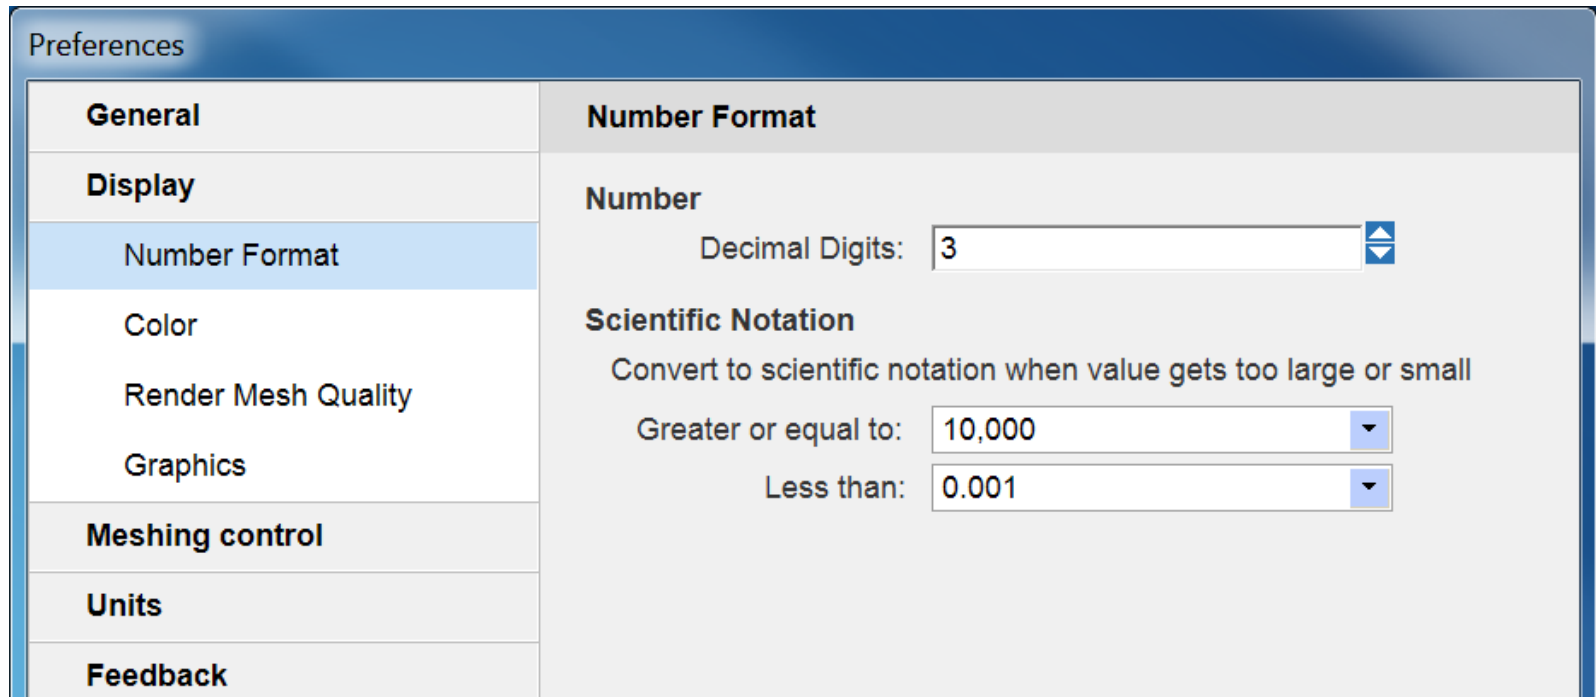 Preferences
General
Display
Number Format
Color
Render Mesh Quality
Graphics
Meshing control
Units
Feedback
Number Format
Number
Decimal Digits: 3
Scientific Notation
Convert to scientific notation when value gets too large or small
Greater or equal to: 10,000
Less than: 0.001